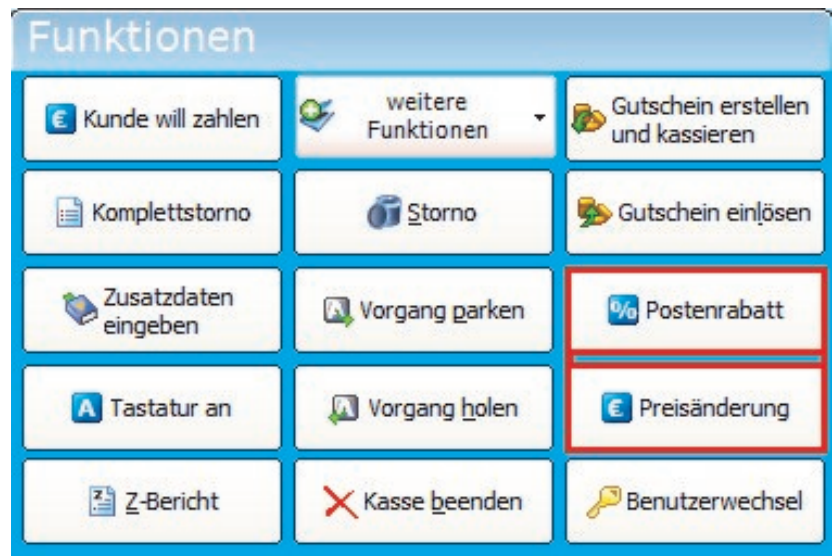 Funktionen
Kunde will zahlen
weitere
Funktionen
Gutschein erstellen
und kassieren
Komplettstorno
Storno
Gutschein einlösen
Zusatzdaten
eingeben
Vorgang parken
Postenrabatt
Tastatur an
Vorgang holen
Preisänderung
Z-Bericht
Kasse beenden
Benutzerwechsel